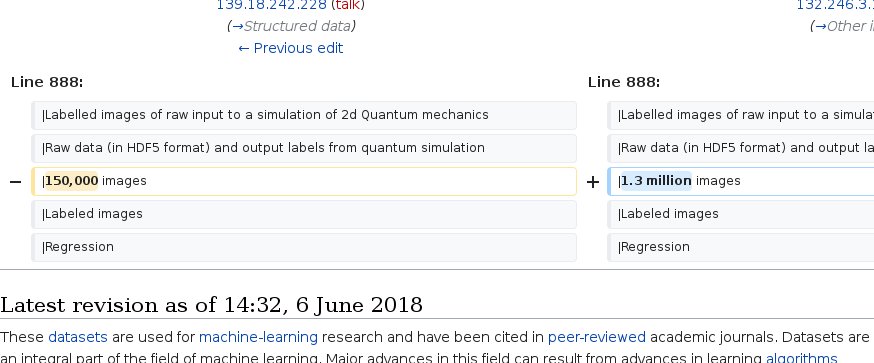 139.18.242.228 (talk)
132.246.3.
(→Structured data)
(→Other i
← Previous edit
Line 888:
Line 888:
|Labelled images of raw input to a simulation of 2d Quantum mechanics
|Labelled images of raw input to a simula
|Raw data (in HDF5 format) and output labels from quantum simulation
|Raw data (in HDF5 format) and output la
− |150,000 images
+ |1.3 million images
|Labeled images
|Labeled images
|Regression
|Regression
Latest revision as of 14:32, 6 June 2018
These datasets are used for machine-learning research and have been cited in peer-reviewed academic journals. Datasets are
an integral part of the field of machine learning. Major advances in this field can result from advances in learning algorithms